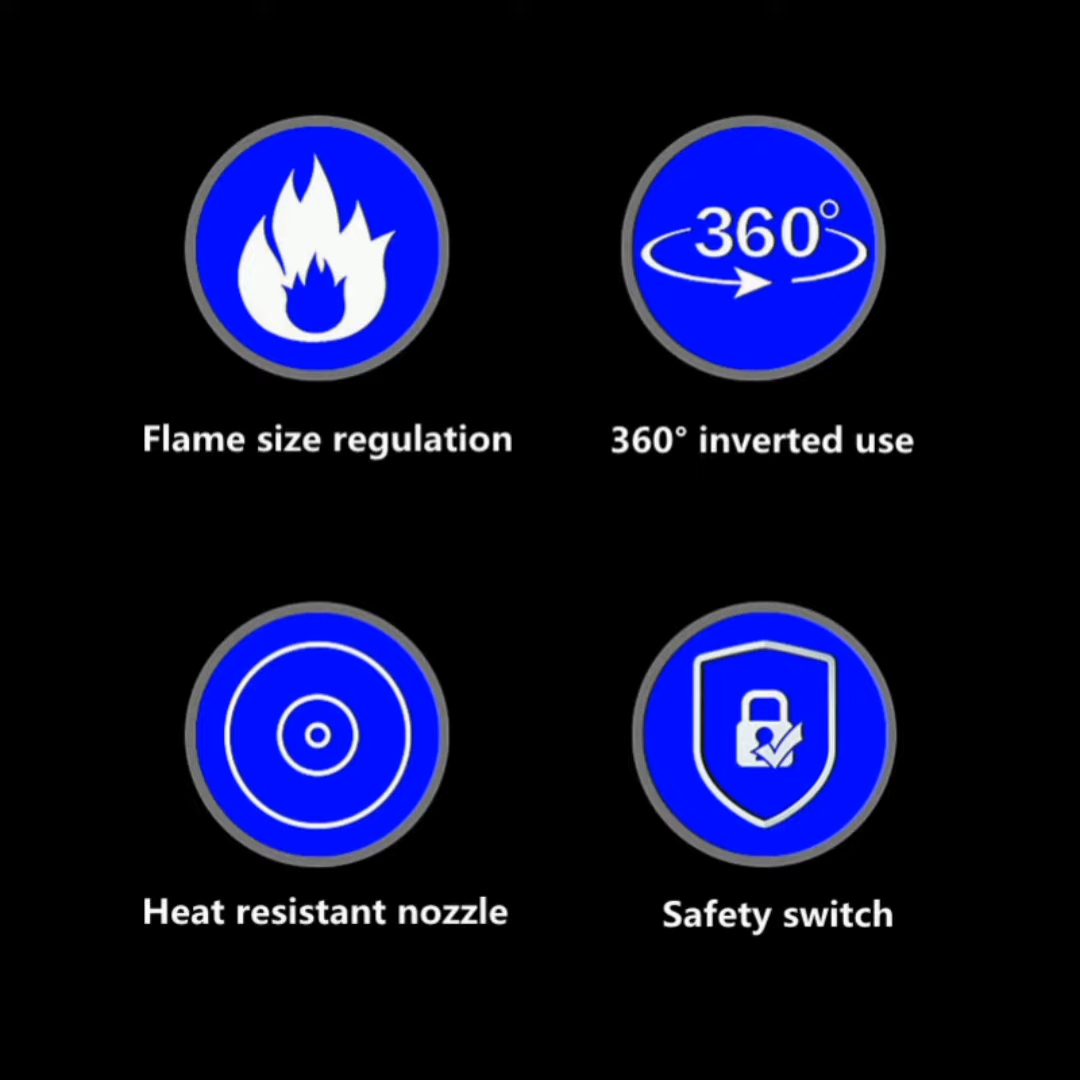 360°
Flame size regulation
360° inverted use
Heat resistant nozzle
Safety switch